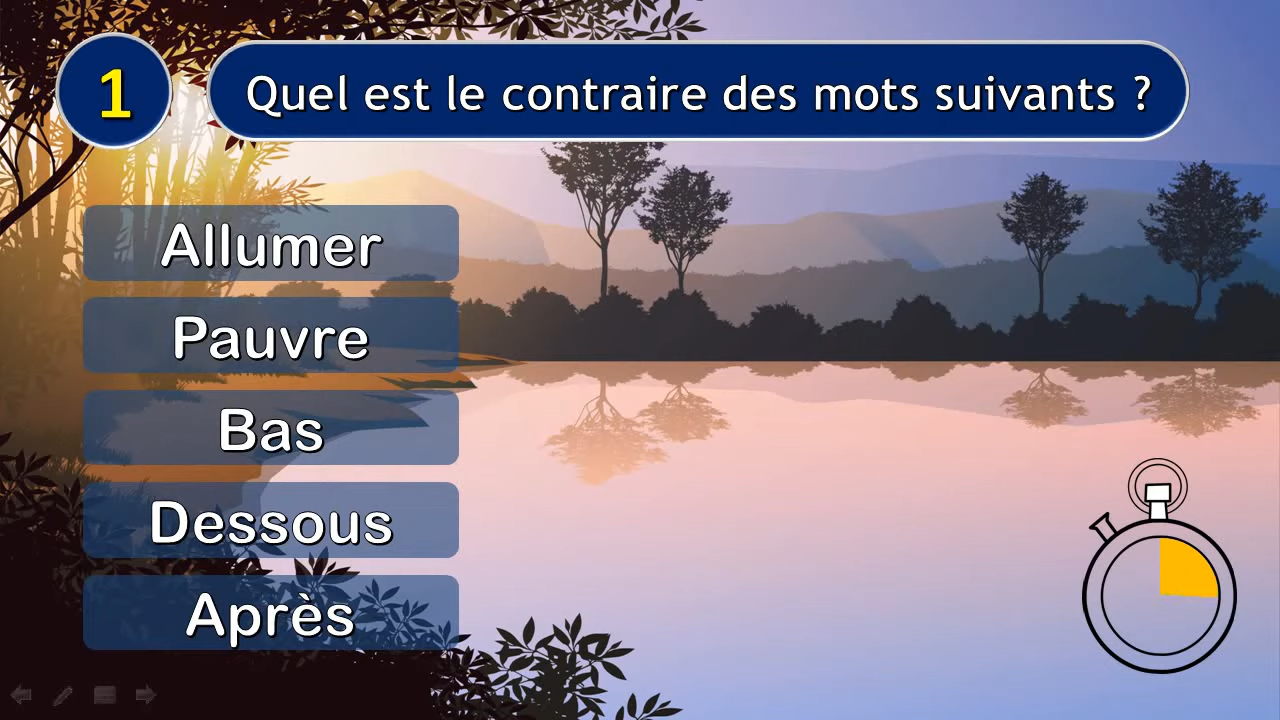 1
Quel est le contraire des mots suivants ?
Allumer
Pauvre
Bas
Dessous
Après